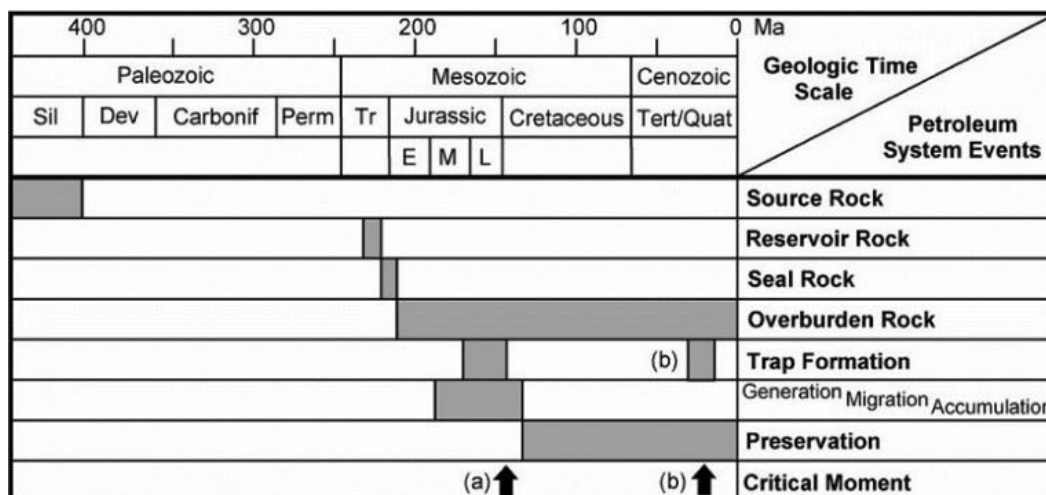 400 300 200 100 0 Ma
Paleozoic Mesozoic Cenozoic
Geologic Time
Scale
Sil Dev Carbonif Perm Tr Jurassic Cretaceous Tert/Quat
Petroleum
System Events
E M L
Source Rock
Reservoir Rock
Seal Rock
Overburden Rock
(b) Trap Formation
Generation Migration Accumulation
Preservation
(a) (b) Critical Moment